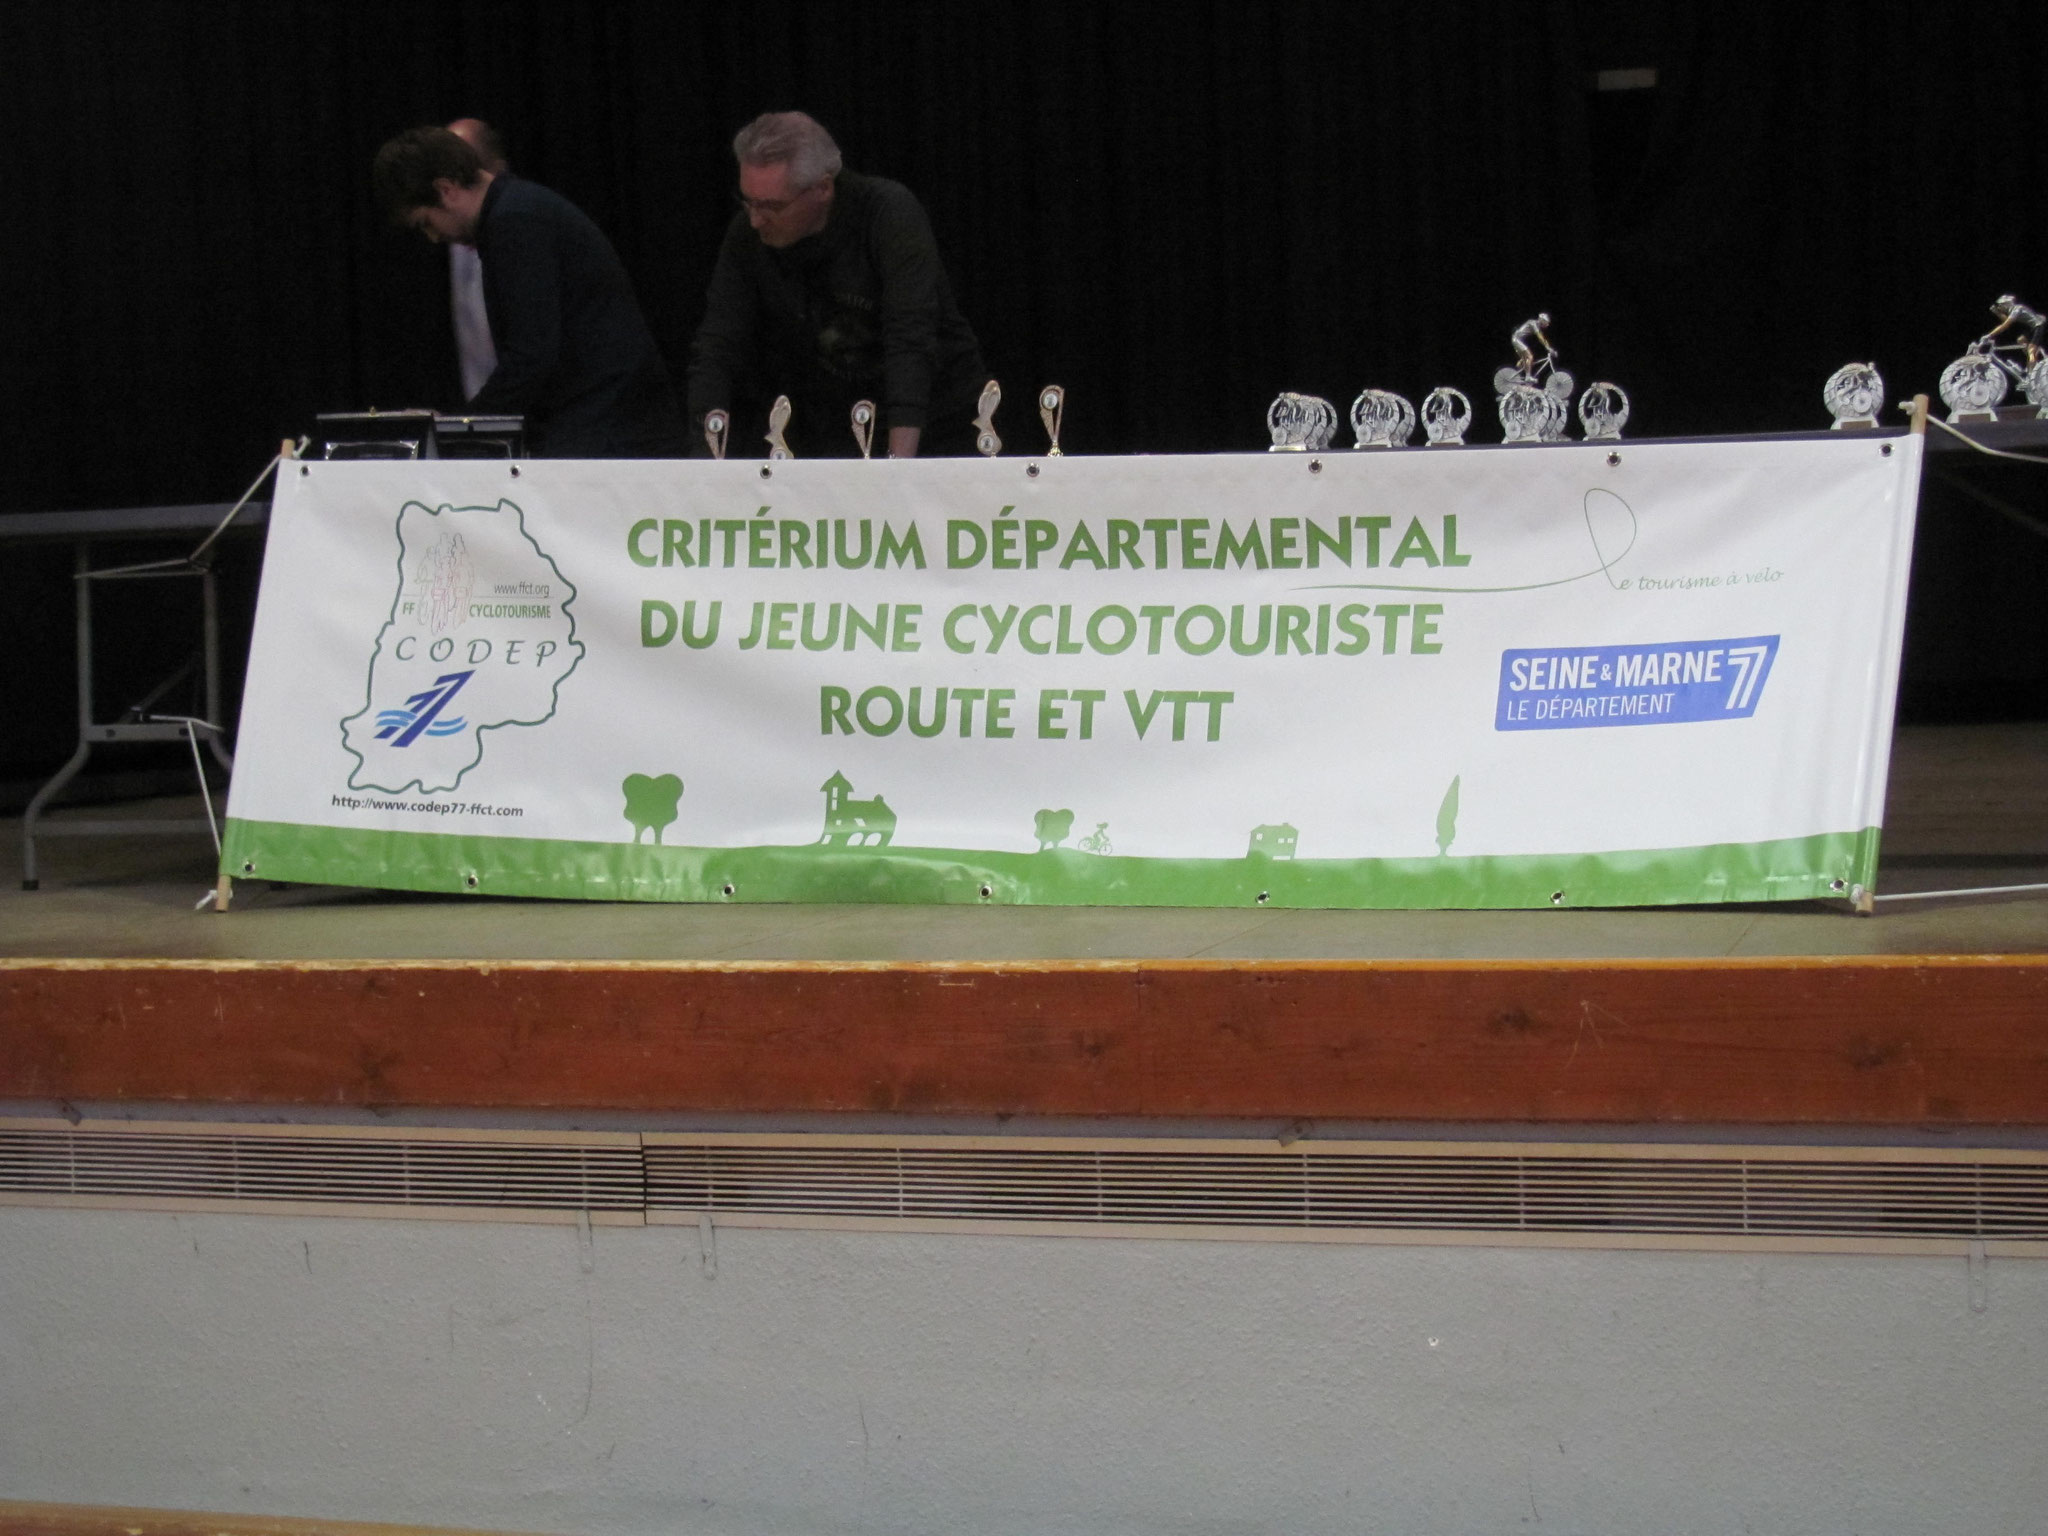 CRITÉRIUM DÉPARTEMENTAL
DU JEUNE CYCLOTOURISTE
ROUTE ET VTT
www.ffct.org
FF CYCLOTOURISME
CODEP
77
http://www.codep77-ffct.com
Le tourisme à vélo
SEINE & MARNE 77
LE DÉPARTEMENT